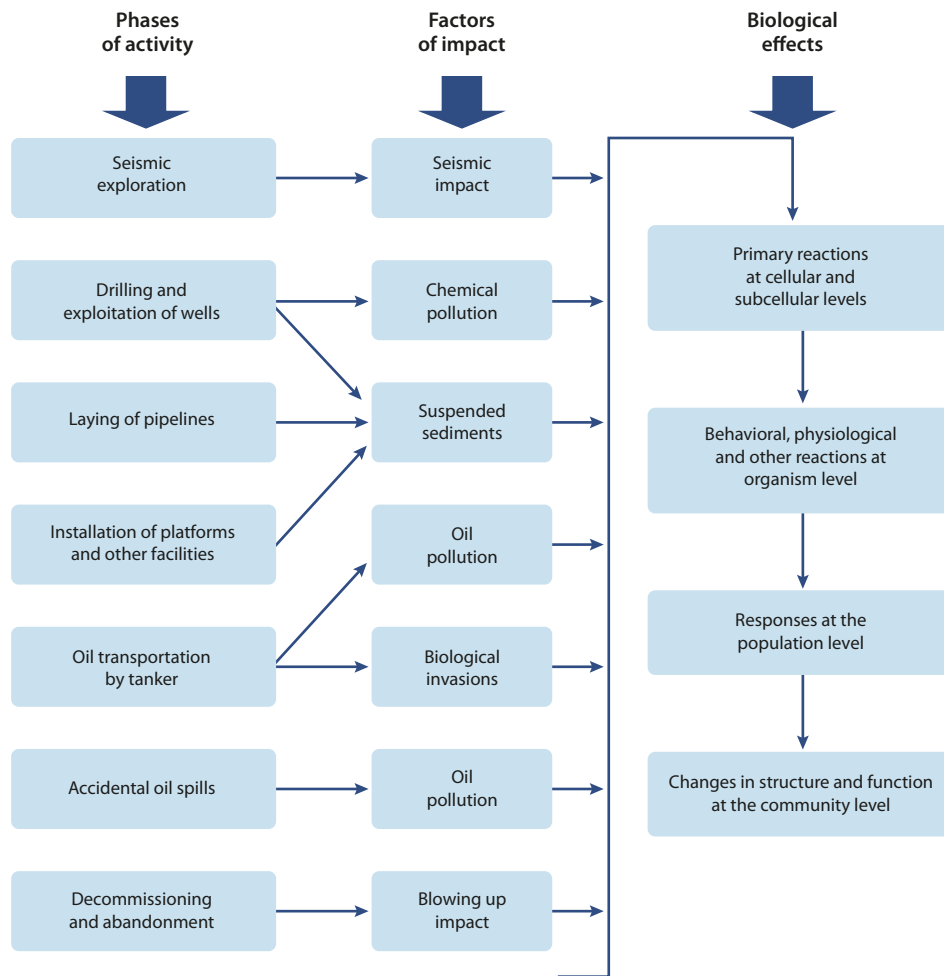 Phases
of activity
Factors
of impact
Biological
effects
Seismic
exploration
Seismic
impact
Drilling and
exploitation of wells
Chemical
pollution
Laying of pipelines
Suspended
sediments
Installation of platforms
and other facilities
Oil
pollution
Oil transportation
by tanker
Biological
invasions
Accidental oil spills
Oil
pollution
Decommissioning
and abandonment
Blowing up
impact
Primary reactions
at cellular and
subcellular levels
Behavioral, physiological
and other reactions at
organism level
Responses at the
population level
Changes in structure and function
at the community level